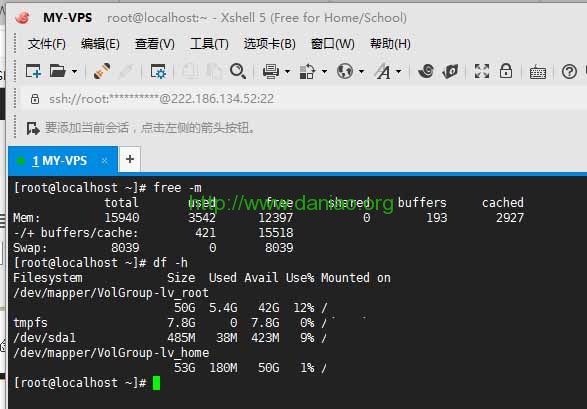 MY-VPS root@localhost:~ - Xshell 5 (Free for Home/School)
文件(F) 编辑(E) 查看(V) 工具(T) 选项卡(B) 窗口(W) 帮助(H)
ssh://root:**********@222.186.134.52:22
要添加当前会话，点击左侧的箭头按钮。
1 MY-VPS × +
[root@localhost ~]# free -m
total used free shared buffers cached
http://www.daniao.org
Mem: 15940 3542 12397 0 193 2927
-/+ buffers/cache: 421 15518
Swap: 8039 0 8039
[root@localhost ~]# df -h
Filesystem Size Used Avail Use% Mounted on
/dev/mapper/VolGroup-lv_root
50G 5.4G 42G 12% /
tmpfs 7.8G 0 7.8G 0% /
/dev/sda1 485M 38M 423M 9% /
/dev/mapper/VolGroup-lv_home
53G 180M 50G 1% /
[root@localhost ~]#